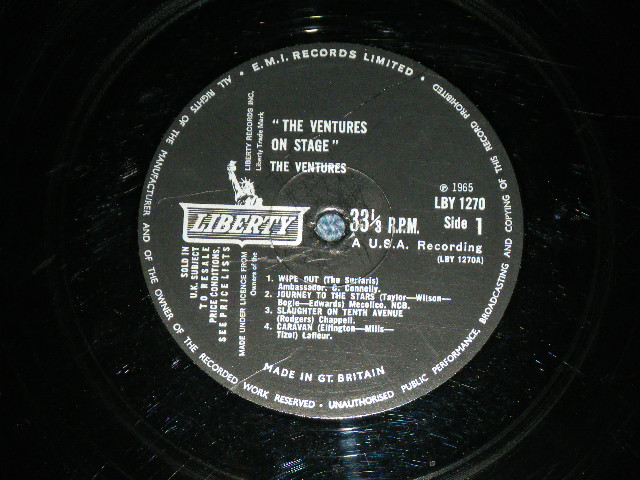 • E.M.I. RECORDS LIMITED •
ALL RIGHTS OF THE MANUFACTURER AND OF THE OWNER OF THE RECORDED WORK RESERVED • UNAUTHORISED PUBLIC PERFORMANCE, BROADCASTING AND COPYING OF THIS RECORD PROHIBITED
LIBERTY RECORDS INC.
Liberty Trade Mark
"THE VENTURES
ON STAGE"
THE VENTURES
LIBERTY
33⅓ R.P.M.
A U.S.A. Recording
℗ 1965
LBY 1270
Side 1
(LBY 1270A)
SOLD IN
U.K. SUBJECT
TO RESALE
PRICE CONDITIONS,
SEE PRICE LISTS
MADE UNDER LICENCE FROM
Owners of the
1. WIPE OUT (The Surfaris)
Ambassador. G. Connelly.
2. JOURNEY TO THE STARS (Taylor—Wilson—
Bogle—Edwards) Mecolico. NCB.
3. SLAUGHTER ON TENTH AVENUE
(Rodgers) Chappell.
4. CARAVAN (Ellington—Mills—
Tizol) Lafleur.
MADE IN GT. BRITAIN